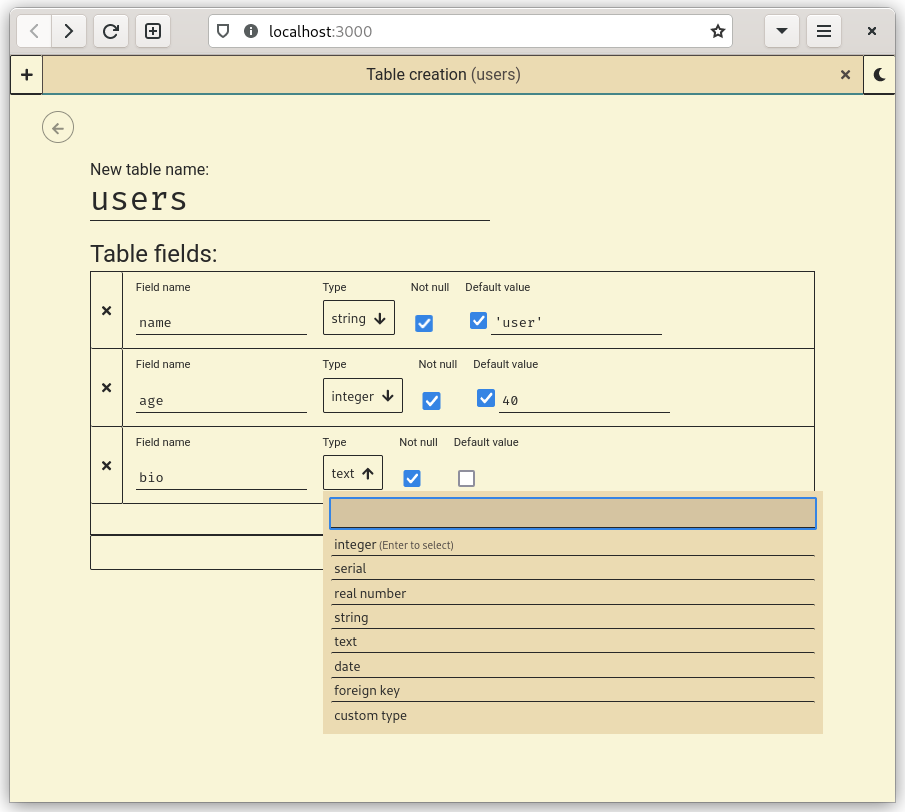 localhost:3000
Table creation (users)
New table name:
users
Table fields:
Field name Type Not null Default value
name string 'user'
Field name Type Not null Default value
age integer 40
Field name Type Not null Default value
bio text
integer (Enter to select)
serial
real number
string
text
date
foreign key
custom type